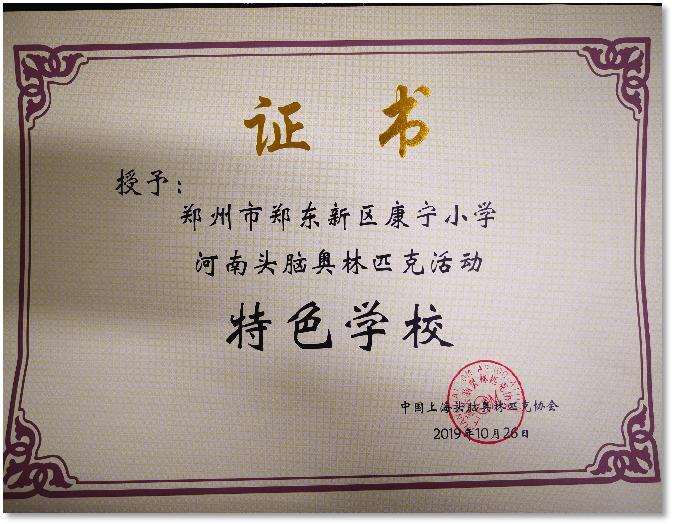 证 书
授予：
郑州市郑东新区康宁小学
河南头脑奥林匹克活动
特色学校
中国上海头脑奥林匹克协会
2019年10月26日